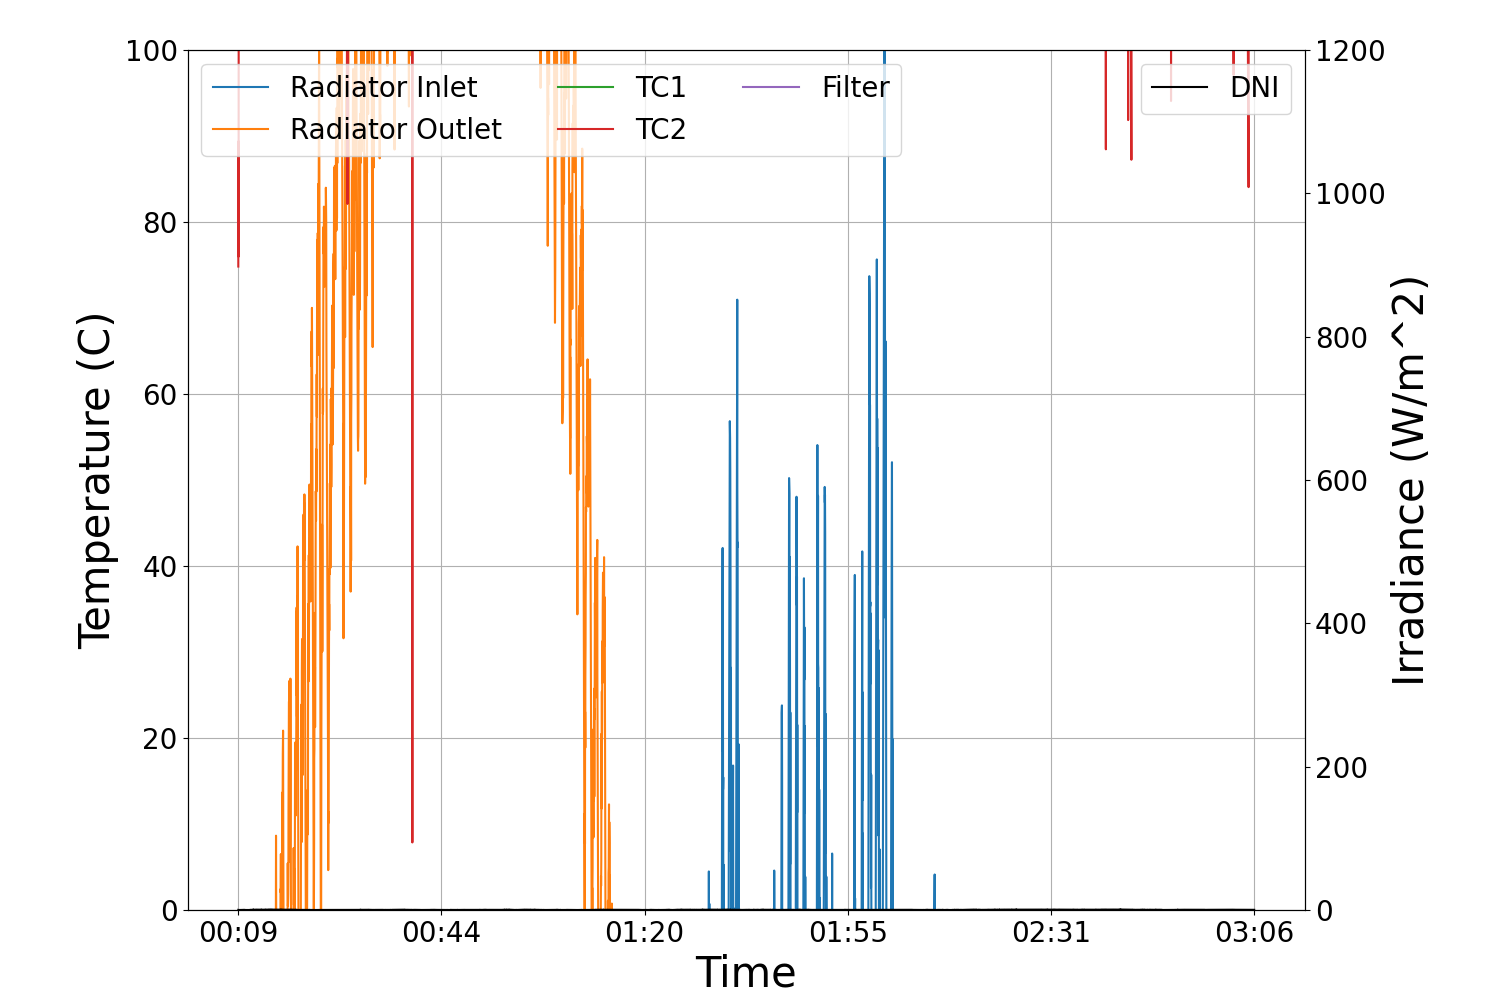 Radiator Inlet
Radiator Outlet
TC1
TC2
Filter
DNI
Temperature (C)
100
80
60
40
20
0
Irradiance (W/m^2)
1200
1000
800
600
400
200
0
00:09 00:44 01:20 01:55 02:31 03:06
Time